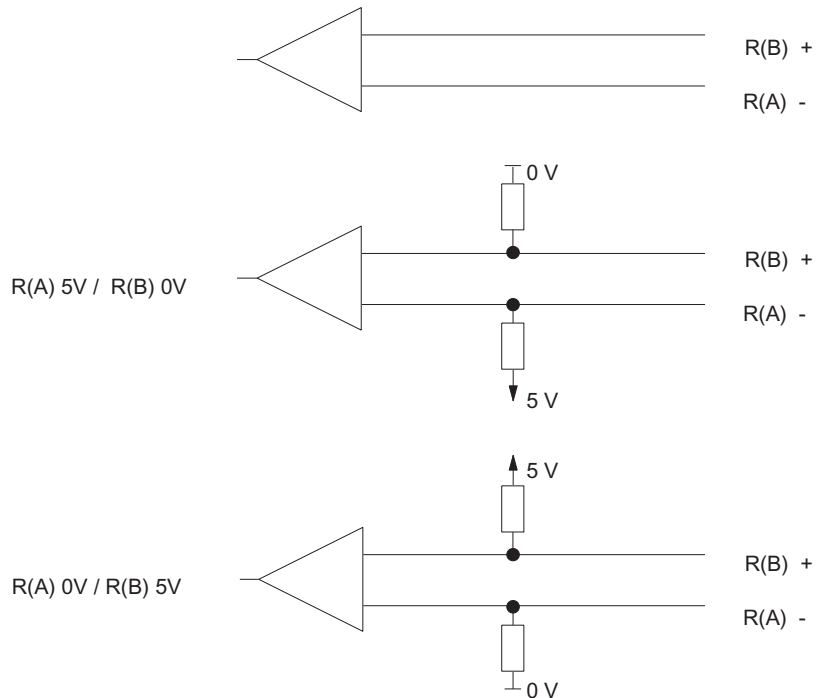 R(B) +
R(A) -
0 V
R(B) +
R(A) 5V / R(B) 0V
R(A) -
5 V
5 V
R(B) +
R(A) 0V / R(B) 5V
R(A) -
0 V